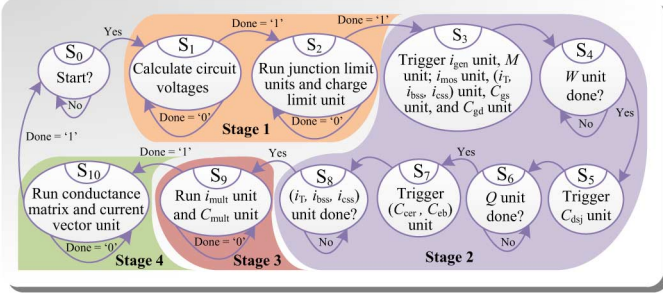 S0
Start?
No
Yes
S1
Calculate circuit
voltages
Done = ‘0’
Done = ‘1’
S2
Run junction limit
units and charge
limit unit
Done = ‘0’
Stage 1
Done = ‘1’
S3
Trigger igen unit, M
unit; imos unit, (iT,
ibss, icss) unit, Cgs
unit, and Cgd unit
S4
W unit
done?
No
Yes
S5
Trigger
Cdsj unit
S6
Q unit
done?
No
Yes
S7
Trigger
(Ccer, Ceb)
unit
S8
(iT, ibss, icss)
unit done?
No
Stage 2
Yes
S9
Run imult unit
and Cmult unit
Done = ‘0’
Stage 3
Done = ‘1’
S10
Run conductance
matrix and current
vector unit
Done = ‘0’
Stage 4
Done = ‘1’